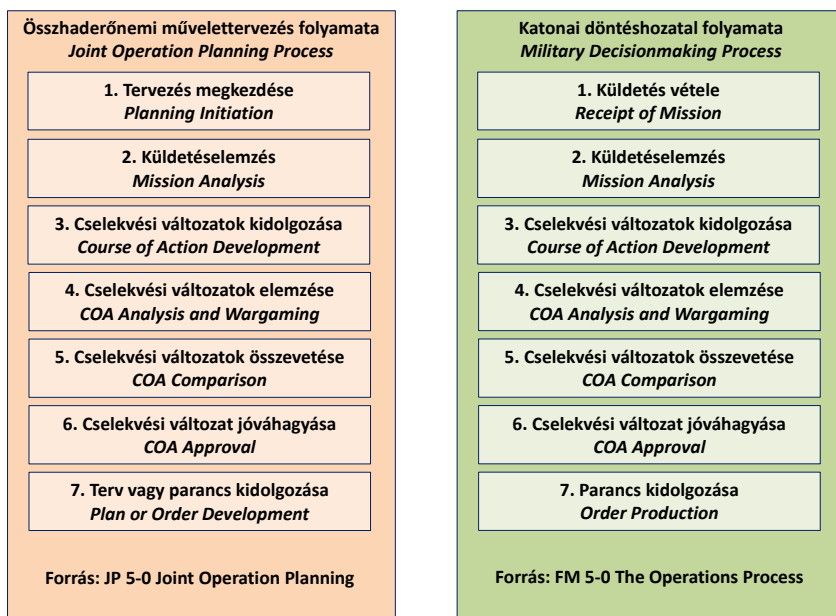 Összhaderőnemi művelettervezés folyamata
Joint Operation Planning Process
1. Tervezés megkezdése
Planning Initiation
2. Küldetéselemzés
Mission Analysis
3. Cselekvési változatok kidolgozása
Course of Action Development
4. Cselekvési változatok elemzése
COA Analysis and Wargaming
5. Cselekvési változatok összevetése
COA Comparison
6. Cselekvési változat jóváhagyása
COA Approval
7. Terv vagy parancs kidolgozása
Plan or Order Development
Forrás: JP 5-0 Joint Operation Planning
Katonai döntéshozatal folyamata
Military Decisionmaking Process
1. Küldetés vétele
Receipt of Mission
2. Küldetéselemzés
Mission Analysis
3. Cselekvési változatok kidolgozása
Course of Action Development
4. Cselekvési változatok elemzése
COA Analysis and Wargaming
5. Cselekvési változatok összevetése
COA Comparison
6. Cselekvési változat jóváhagyása
COA Approval
7. Parancs kidolgozása
Order Production
Forrás: FM 5-0 The Operations Process